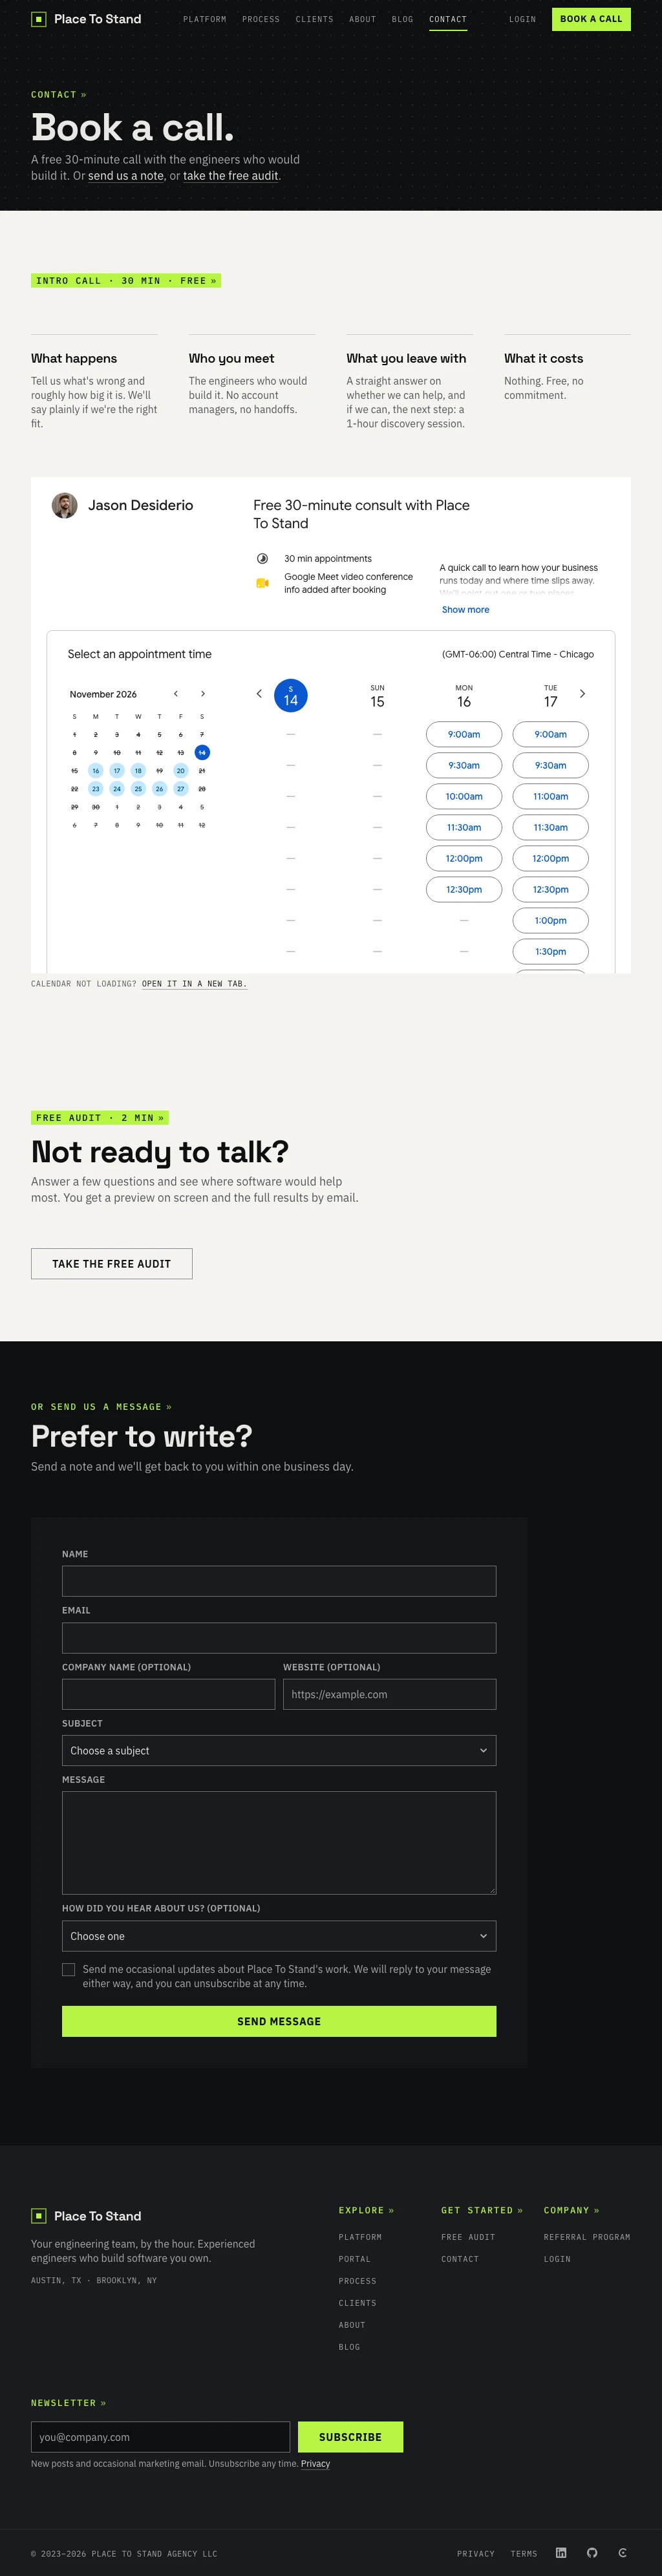 Place To Stand
PLATFORM PROCESS CLIENTS ABOUT BLOG CONTACT LOGIN BOOK A CALL
CONTACT »
Book a call.
A free 30-minute call with the engineers who would
build it. Or send us a note, or take the free audit.
INTRO CALL · 30 MIN · FREE »
What happens
Tell us what's wrong and
roughly how big it is. We'll
say plainly if we're the right
fit.
Who you meet
The engineers who would
build it. No account
managers, no handoffs.
What you leave with
A straight answer on
whether we can help, and
if we can, the next step: a
1-hour discovery session.
What it costs
Nothing. Free, no
commitment.
Jason Desiderio
Free 30-minute consult with Place
To Stand
30 min appointments
Google Meet video conference
info added after booking
A quick call to learn how your business
runs today and where time slips away.
We'll point out one or two places
Show more
Select an appointment time
(GMT-06:00) Central Time - Chicago
November 2026
S M T W T F S
1 2 3 4 5 6 7
8 9 10 11 12 13 14
15 16 17 18 19 20 21
22 23 24 25 26 27 28
29 30 1 2 3 4 5
6 7 8 9 10 11 12
S SUN MON TUE
14 15 16 17
— — 9:00am 9:00am
— — 9:30am 9:30am
— — 10:00am 11:00am
— — 11:30am 11:30am
— — 12:00pm 12:00pm
— — 12:30pm 12:30pm
— — — 1:00pm
— — — 1:30pm
CALENDAR NOT LOADING? OPEN IT IN A NEW TAB.
FREE AUDIT · 2 MIN »
Not ready to talk?
Answer a few questions and see where software would help
most. You get a preview on screen and the full results by email.
TAKE THE FREE AUDIT
OR SEND US A MESSAGE »
Prefer to write?
Send a note and we'll get back to you within one business day.
NAME
EMAIL
COMPANY NAME (OPTIONAL) WEBSITE (OPTIONAL)
https://example.com
SUBJECT
Choose a subject
MESSAGE
HOW DID YOU HEAR ABOUT US? (OPTIONAL)
Choose one
Send me occasional updates about Place To Stand's work. We will reply to your message
either way, and you can unsubscribe at any time.
SEND MESSAGE
Place To Stand
Your engineering team, by the hour. Experienced
engineers who build software you own.
AUSTIN, TX · BROOKLYN, NY
EXPLORE »
PLATFORM
PORTAL
PROCESS
CLIENTS
ABOUT
BLOG
GET STARTED »
FREE AUDIT
CONTACT
COMPANY »
REFERRAL PROGRAM
LOGIN
NEWSLETTER »
you@company.com
SUBSCRIBE
New posts and occasional marketing email. Unsubscribe any time. Privacy
© 2023–2026 PLACE TO STAND AGENCY LLC
PRIVACY TERMS